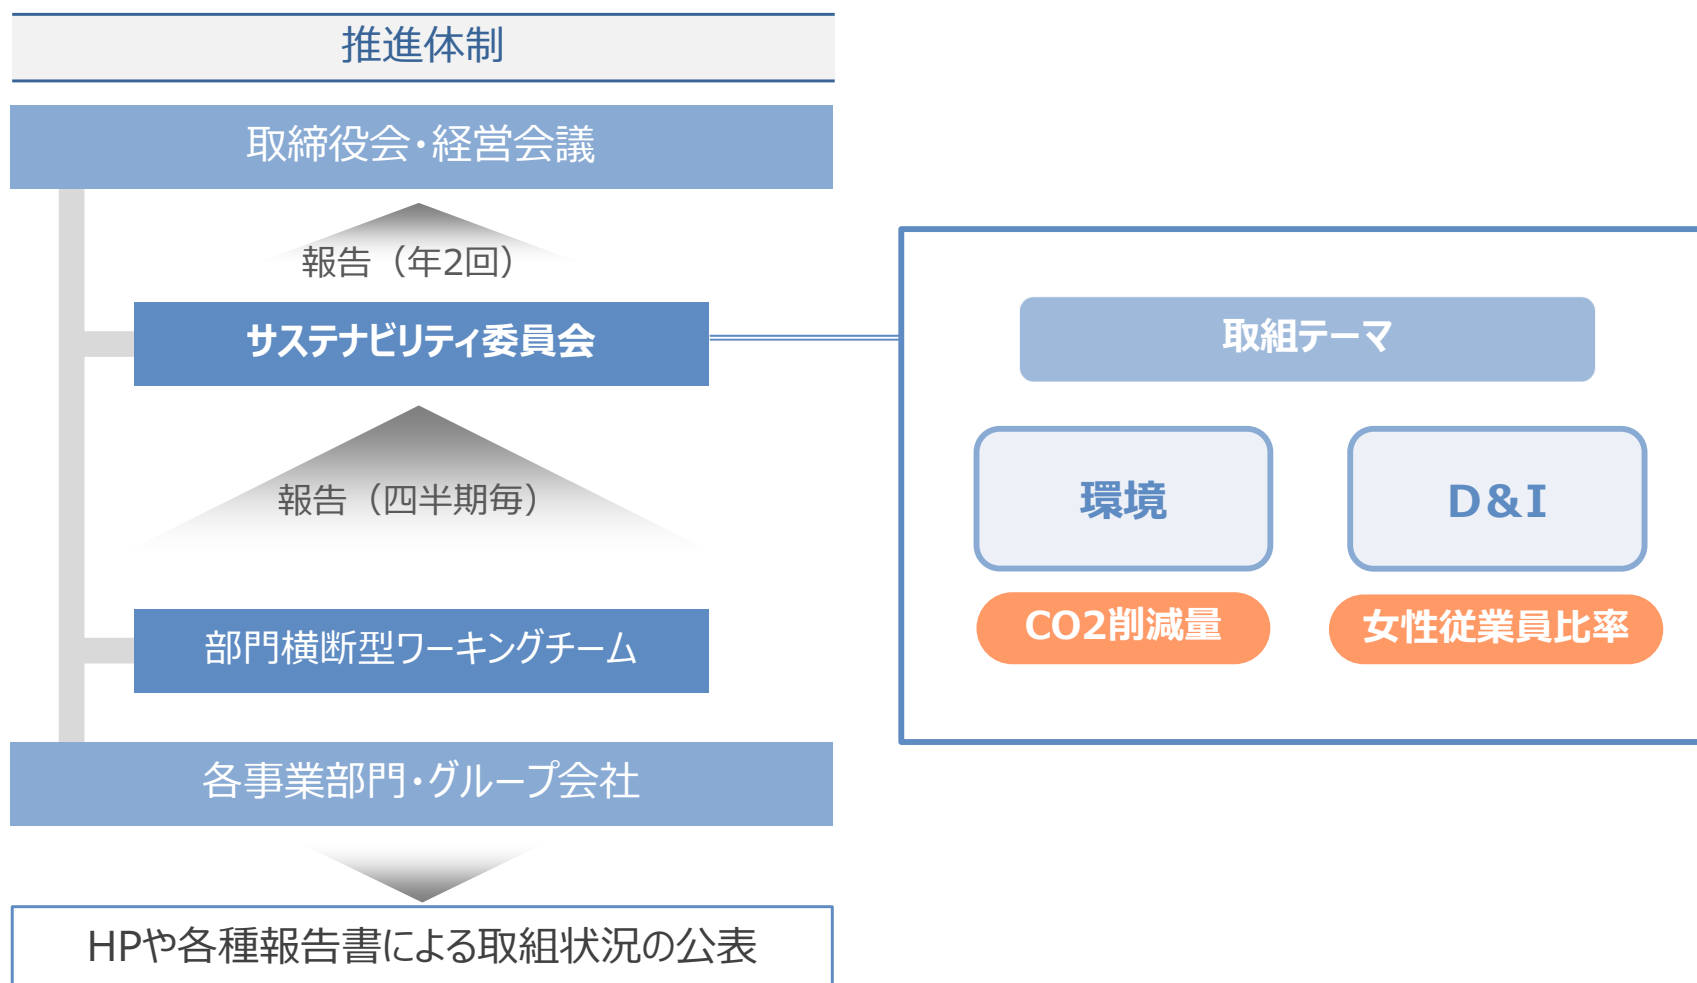 推進体制
取締役会・経営会議
報告（年2回）
サステナビリティ委員会
報告（四半期毎）
部門横断型ワーキングチーム
各事業部門・グループ会社
HPや各種報告書による取組状況の公表
取組テーマ
環境
D&I
CO2削減量
女性従業員比率